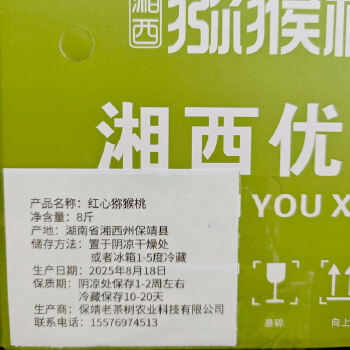 湘西
猕猴桃
湘西优
YOU X
产品名称：红心猕猴桃
净含量：8斤
产地：湖南省湘西州保靖县
储存方法：置于阴凉干燥处
或者冰箱1-5度冷藏
生产日期：2025年8月18日
保质期：阴凉处保存1-2周左右
冷藏保存10-20天
生产商：保靖老茶树农业科技有限公司
联系电话：15576974513
易碎
向上